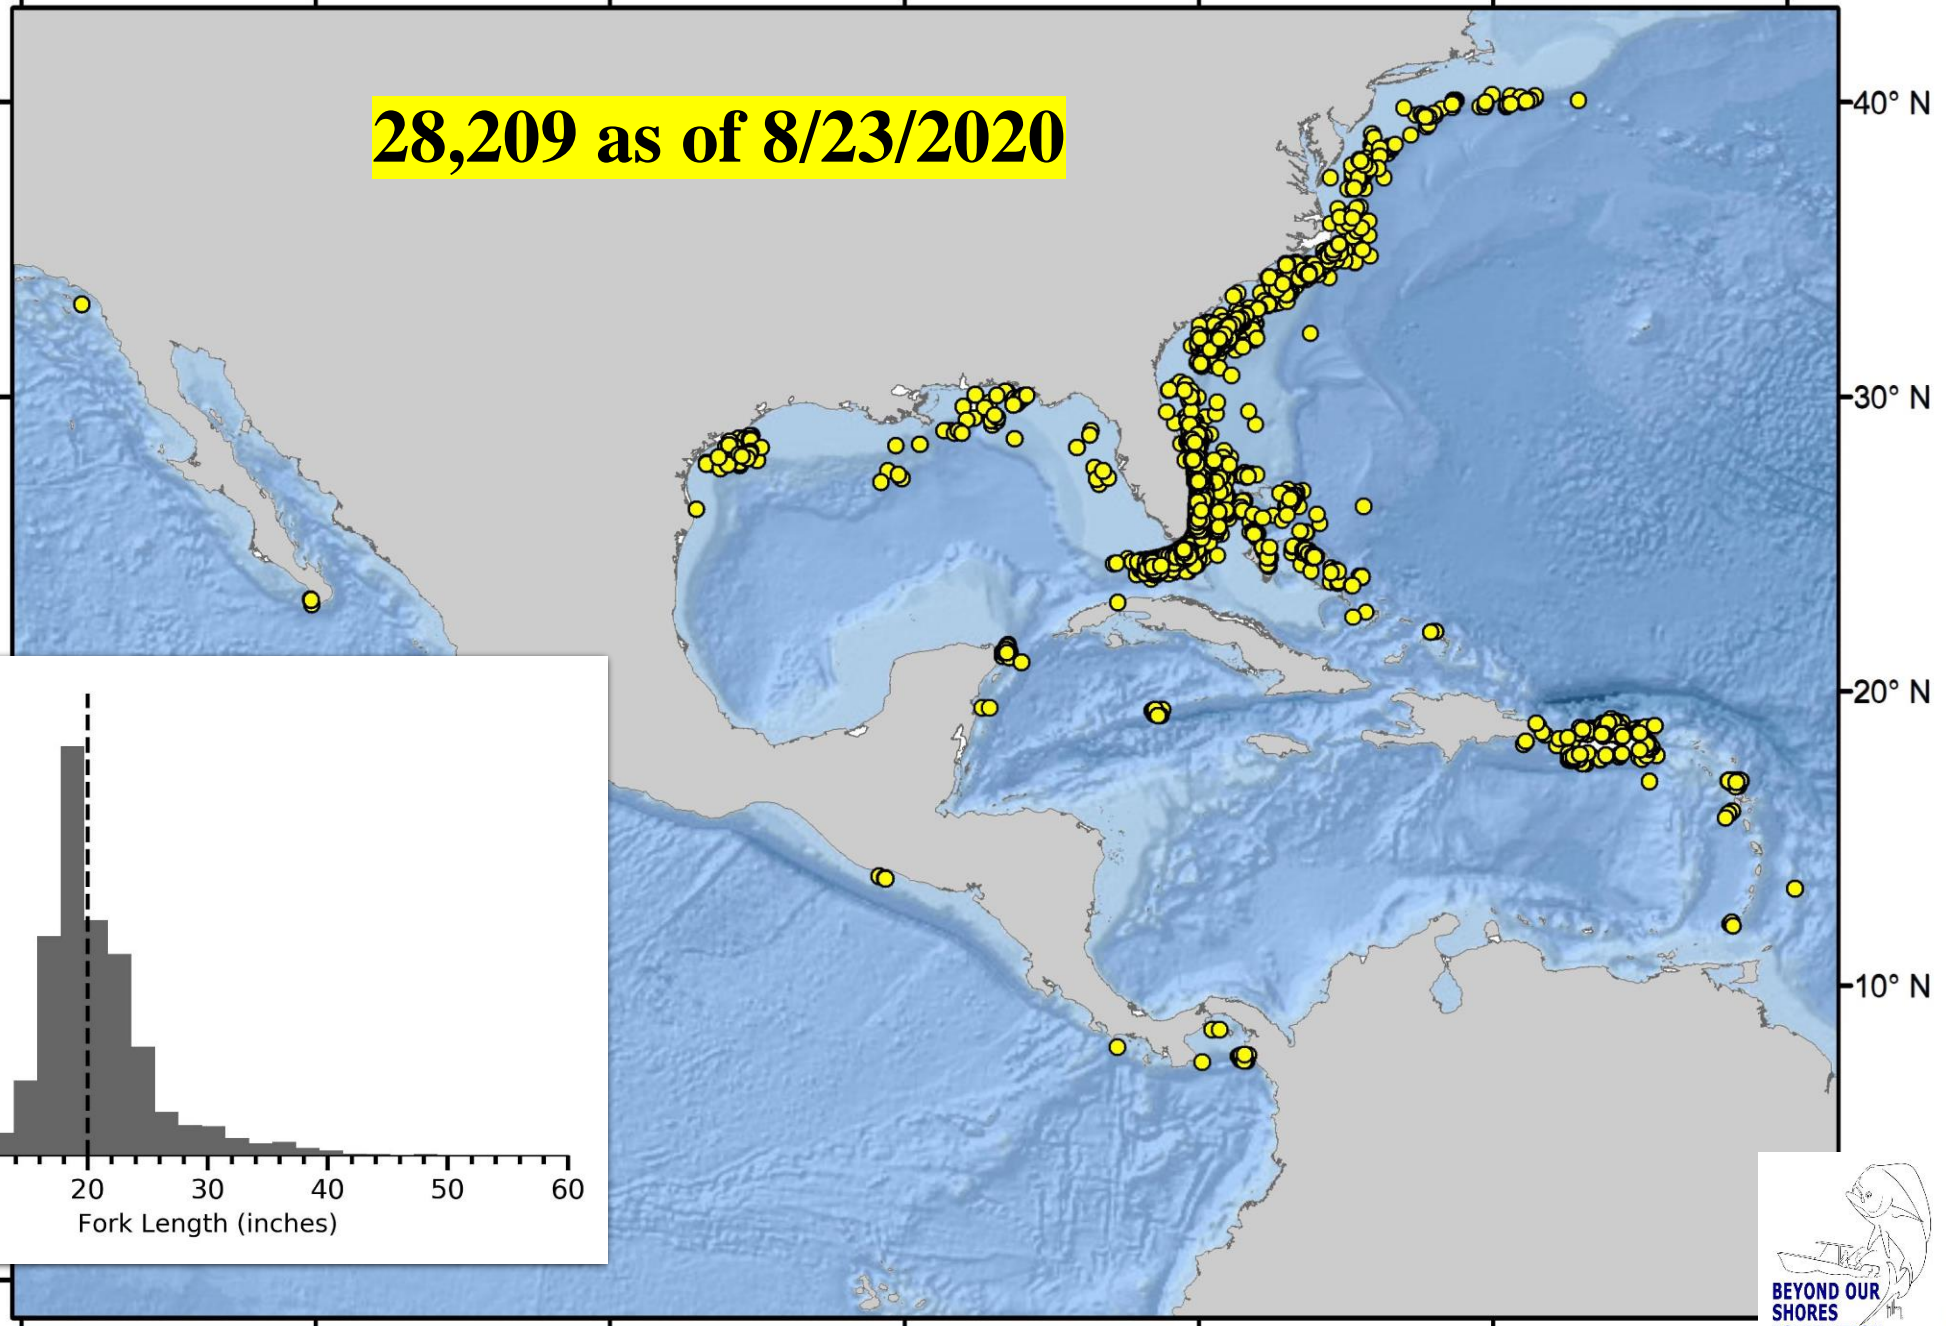 28,209 as of 8/23/2020
40° N
30° N
20° N
10° N
20 30 40 50 60
Fork Length (inches)
BEYOND OUR
SHORES